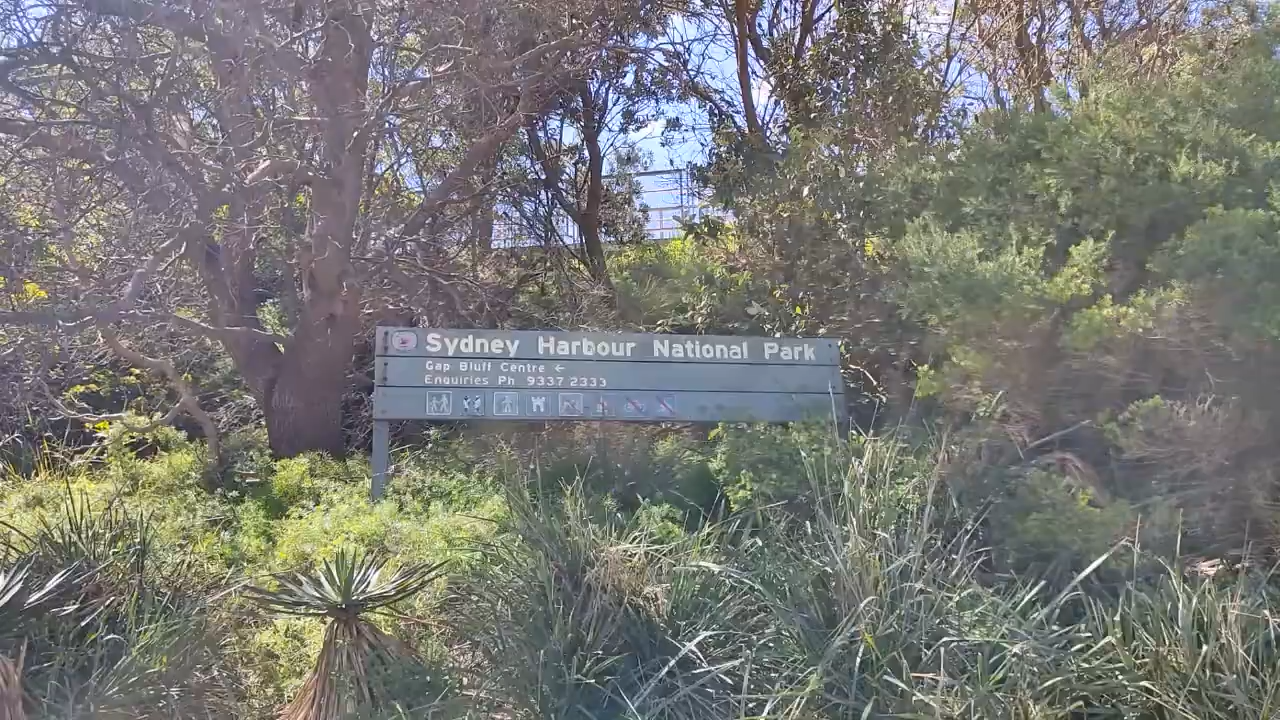 Sydney Harbour National Park
Gap Bluff Centre ←
Enquiries Ph 9337 2333